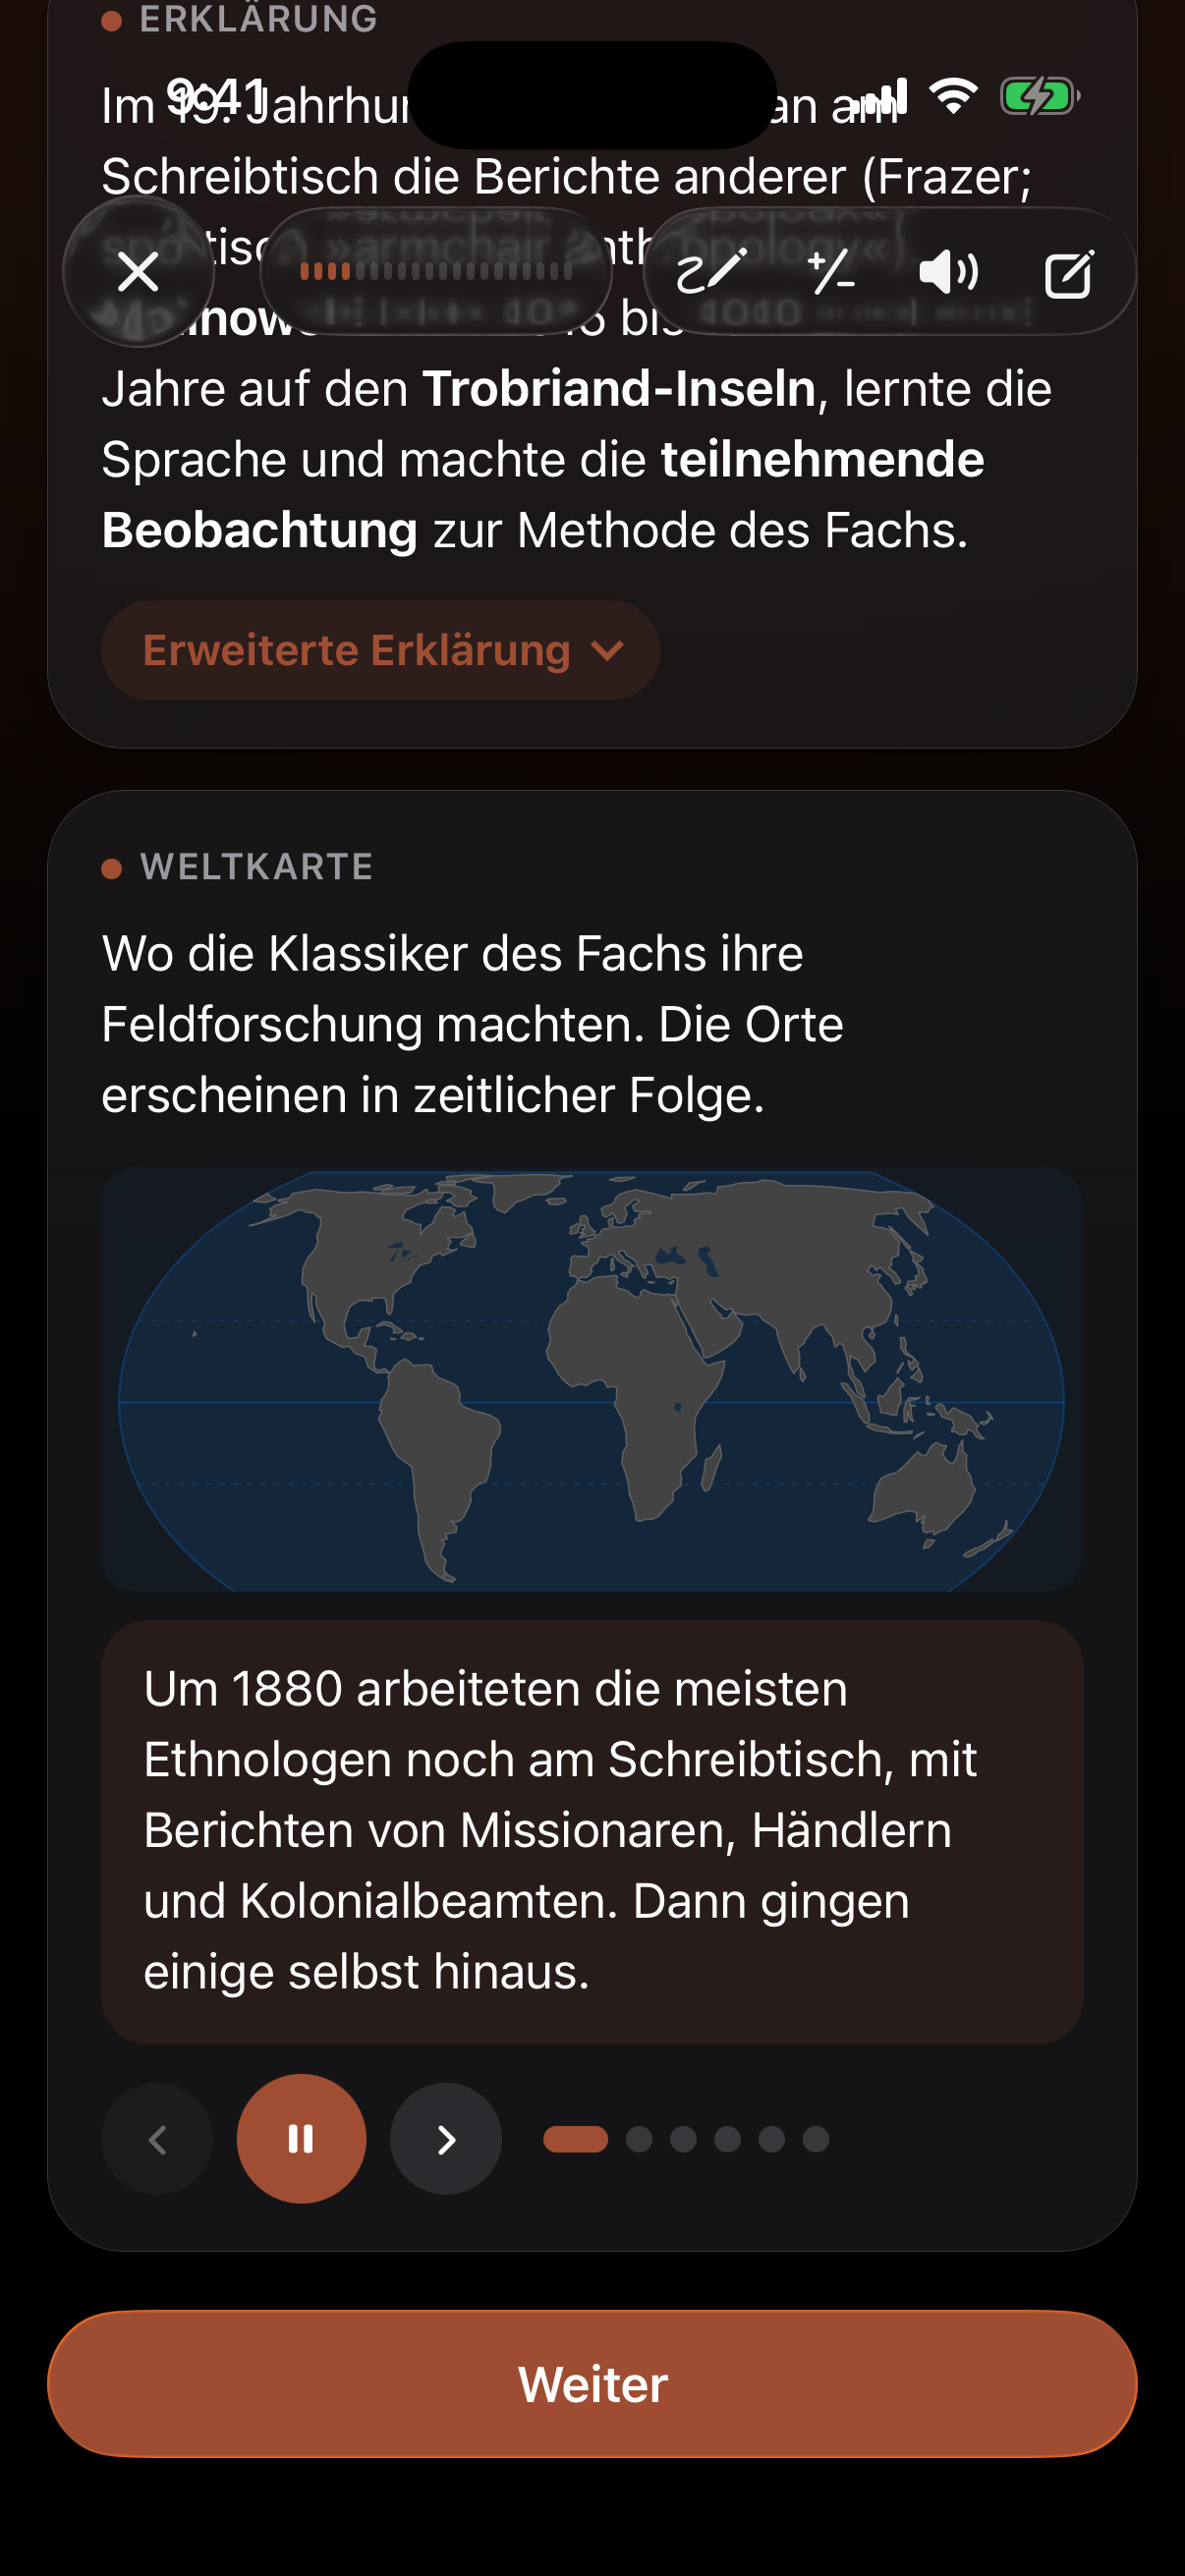 ERKLÄRUNG
9:41
Im 19. Jahrhun an am
Schreibtisch die Berichte anderer (Frazer;
»armchair
Jahre auf den Trobriand-Inseln, lernte die
Sprache und machte die teilnehmende
Beobachtung zur Methode des Fachs.
Erweiterte Erklärung
WELTKARTE
Wo die Klassiker des Fachs ihre
Feldforschung machten. Die Orte
erscheinen in zeitlicher Folge.
Um 1880 arbeiteten die meisten
Ethnologen noch am Schreibtisch, mit
Berichten von Missionaren, Händlern
und Kolonialbeamten. Dann gingen
einige selbst hinaus.
Weiter